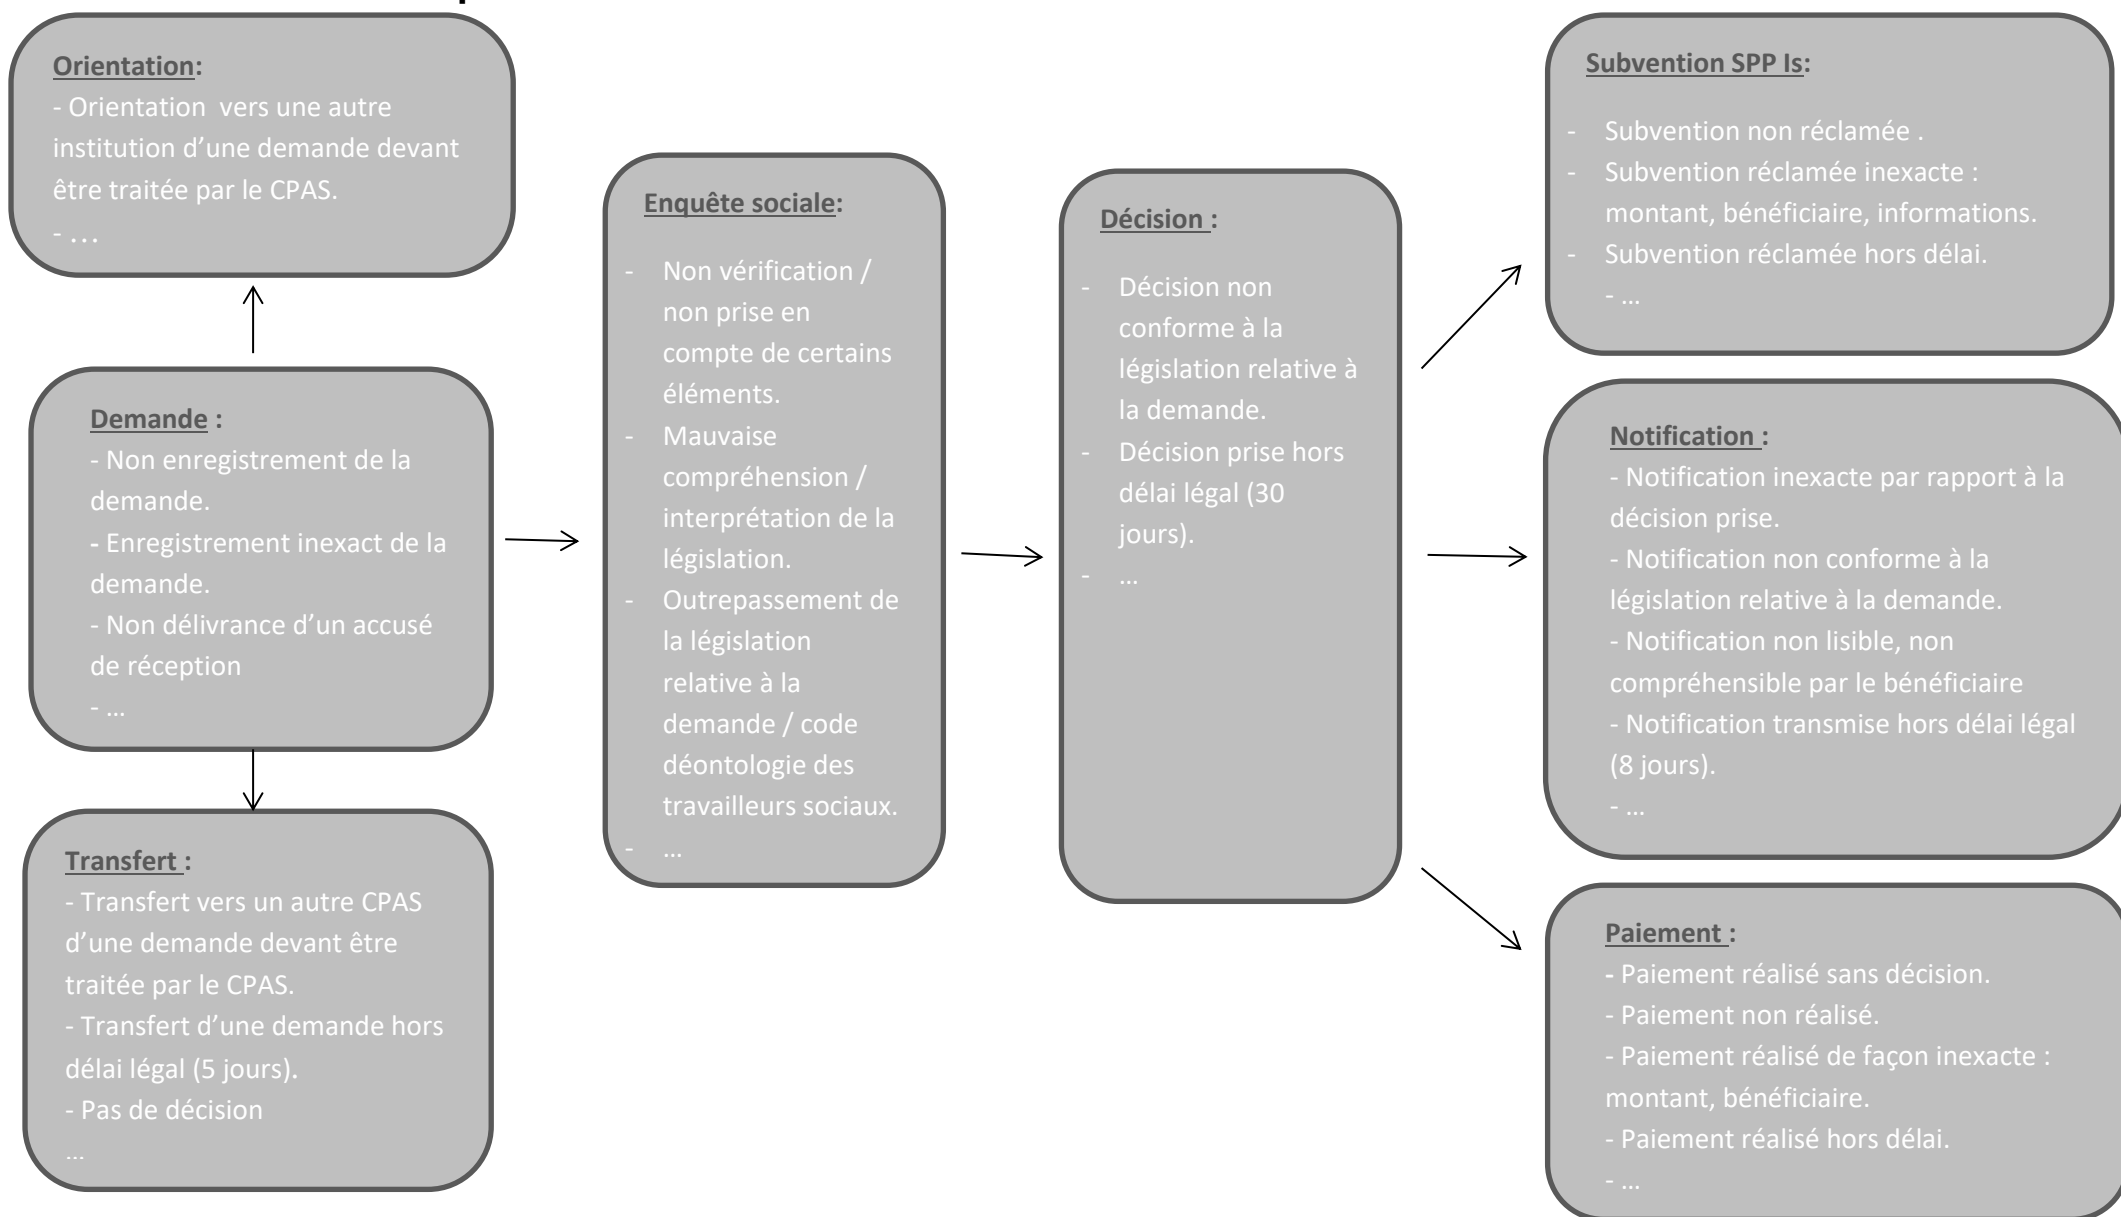 Orientation:
- Orientation  vers une autre
institution d’une demande devant
être traitée par le CPAS.
- …
Demande :
- Non enregistrement de la
demande.
- Enregistrement inexact de la
demande.
- Non délivrance d’un accusé
de réception
- …
Transfert :
- Transfert vers un autre CPAS
d’une demande devant être
traitée par le CPAS.
- Transfert d’une demande hors
délai légal (5 jours).
- Pas de décision
…
Enquête sociale:
- Non vérification /
non prise en
compte de certains
éléments.
- Mauvaise
compréhension /
interprétation de la
législation.
- Outrepassement de
la législation
relative à la
demande / code
déontologie des
travailleurs sociaux.
- …
Décision :
- Décision non
conforme à la
législation relative à
la demande.
- Décision prise hors
délai légal (30
jours).
- …
Subvention SPP Is:
- Subvention non réclamée .
- Subvention réclamée inexacte :
montant, bénéficiaire, informations.
- Subvention réclamée hors délai.
- …
Notification :
- Notification inexacte par rapport à la
décision prise.
- Notification non conforme à la
législation relative à la demande.
- Notification non lisible, non
compréhensible par le bénéficiaire
- Notification transmise hors délai légal
(8 jours).
- …
Paiement :
- Paiement réalisé sans décision.
- Paiement non réalisé.
- Paiement réalisé de façon inexacte :
montant, bénéficiaire.
- Paiement réalisé hors délai.
- …